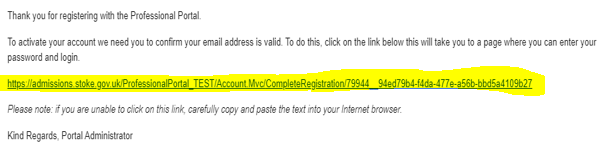 Thank you for registering with the Professional Portal.
To activate your account we need you to confirm your email address is valid. To do this, click on the link below this will take you to a page where you can enter your
password and login.
https://admissions.stoke.gov.uk/ProfessionalPortal_TEST/Account.Mvc/CompleteRegistration/79944__94ed79b4-f4da-477e-a56b-bbd5a4109b27
Please note: if you are unable to click on this link, carefully copy and paste the text into your Internet browser.
Kind Regards, Portal Administrator